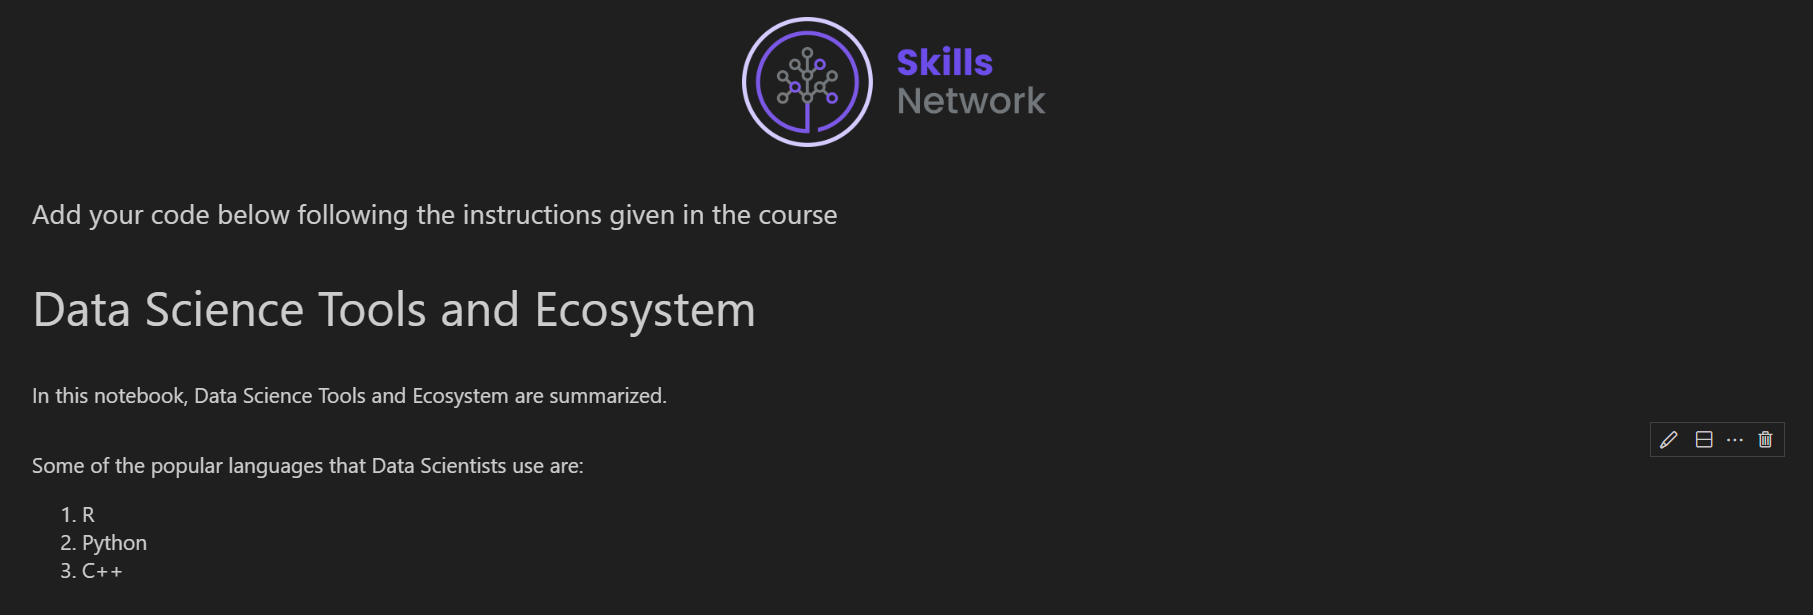 Skills
Network
Add your code below following the instructions given in the course
Data Science Tools and Ecosystem
In this notebook, Data Science Tools and Ecosystem are summarized.
Some of the popular languages that Data Scientists use are:
1. R
2. Python
3. C++